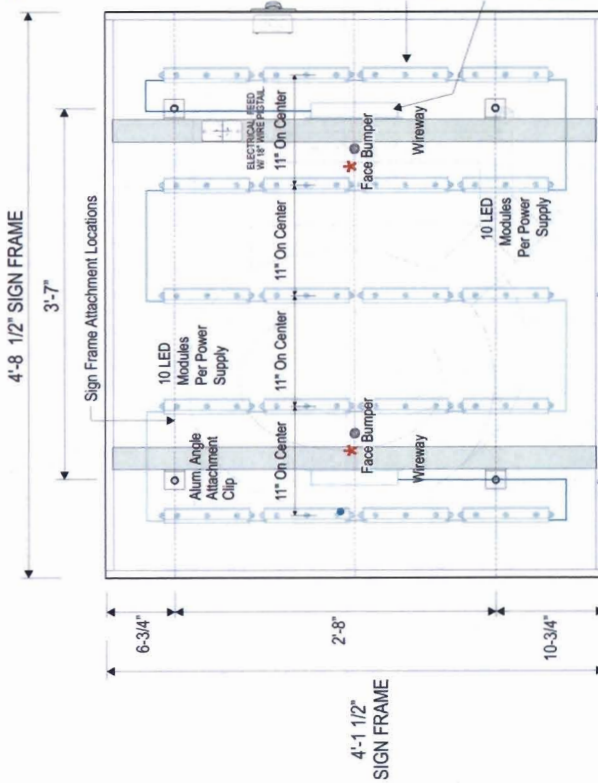 4'-8 1/2" SIGN FRAME
3'-7"
Sign Frame Attachment Locations
6-3/4"
2'-8"
10-3/4"
4'-1 1/2"
SIGN FRAME
Alum. Angle
Attachment
Clip
10 LED
Modules
Per Power
Supply
ELECTRICAL FEED
W/ 18" WIRE PIGTAIL
11" On Center
11" On Center
11" On Center
11" On Center
* Face Bumper
* Face Bumper
Wireway
Wireway
10 LED
Modules
Per Power
Supply